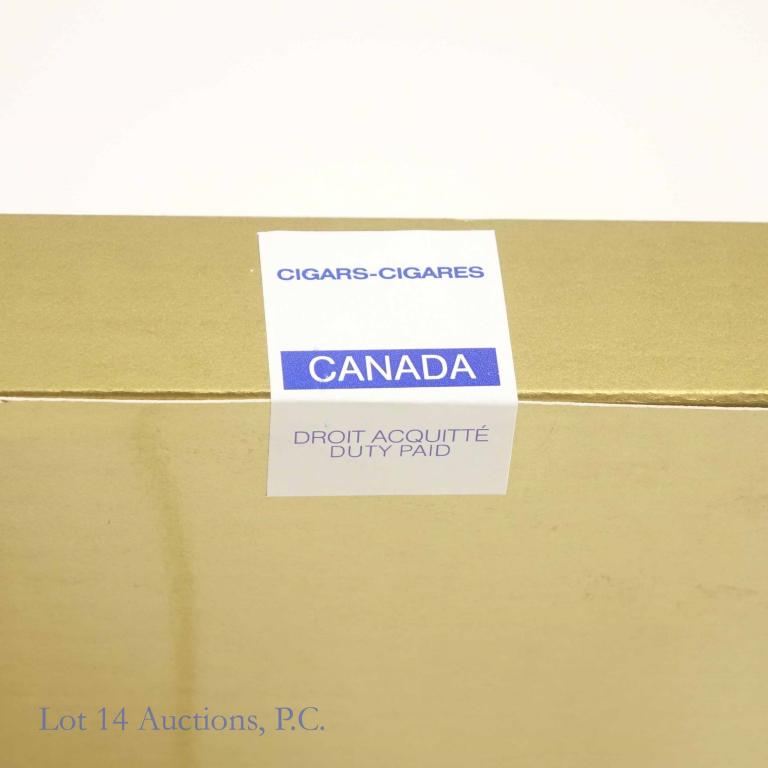 CIGARS-CIGARES
CANADA
DROIT ACQUITTÉ
DUTY PAID
Lot 14 Auctions, P.C.